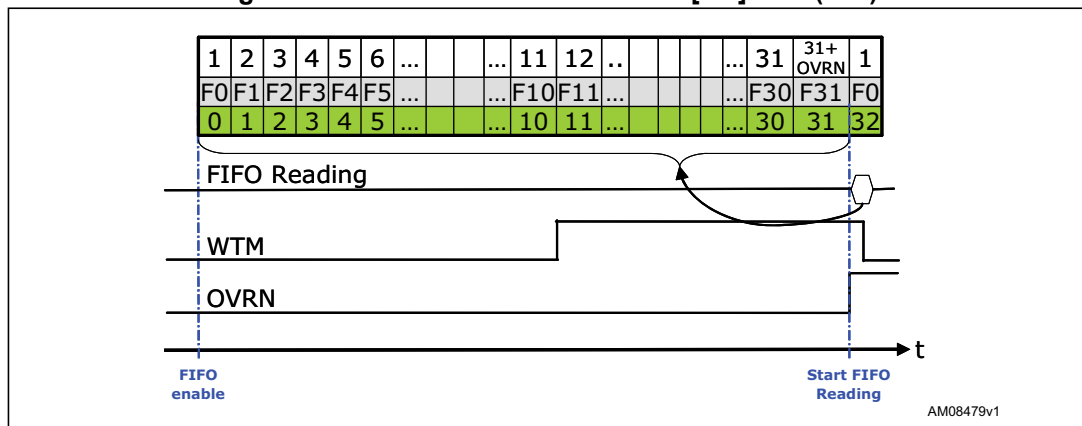 1 2 3 4 5 6 ... ... 11 12 .. ... 31 31+ OVRN 1
F0 F1 F2 F3 F4 F5 ... ... F10 F11 ... ... F30 F31 F0
0 1 2 3 4 5 ... ... 10 11 ... ... 30 31 32
FIFO Reading
WTM
OVRN
t
FIFO
enable
Start FIFO
Reading
AM08479v1